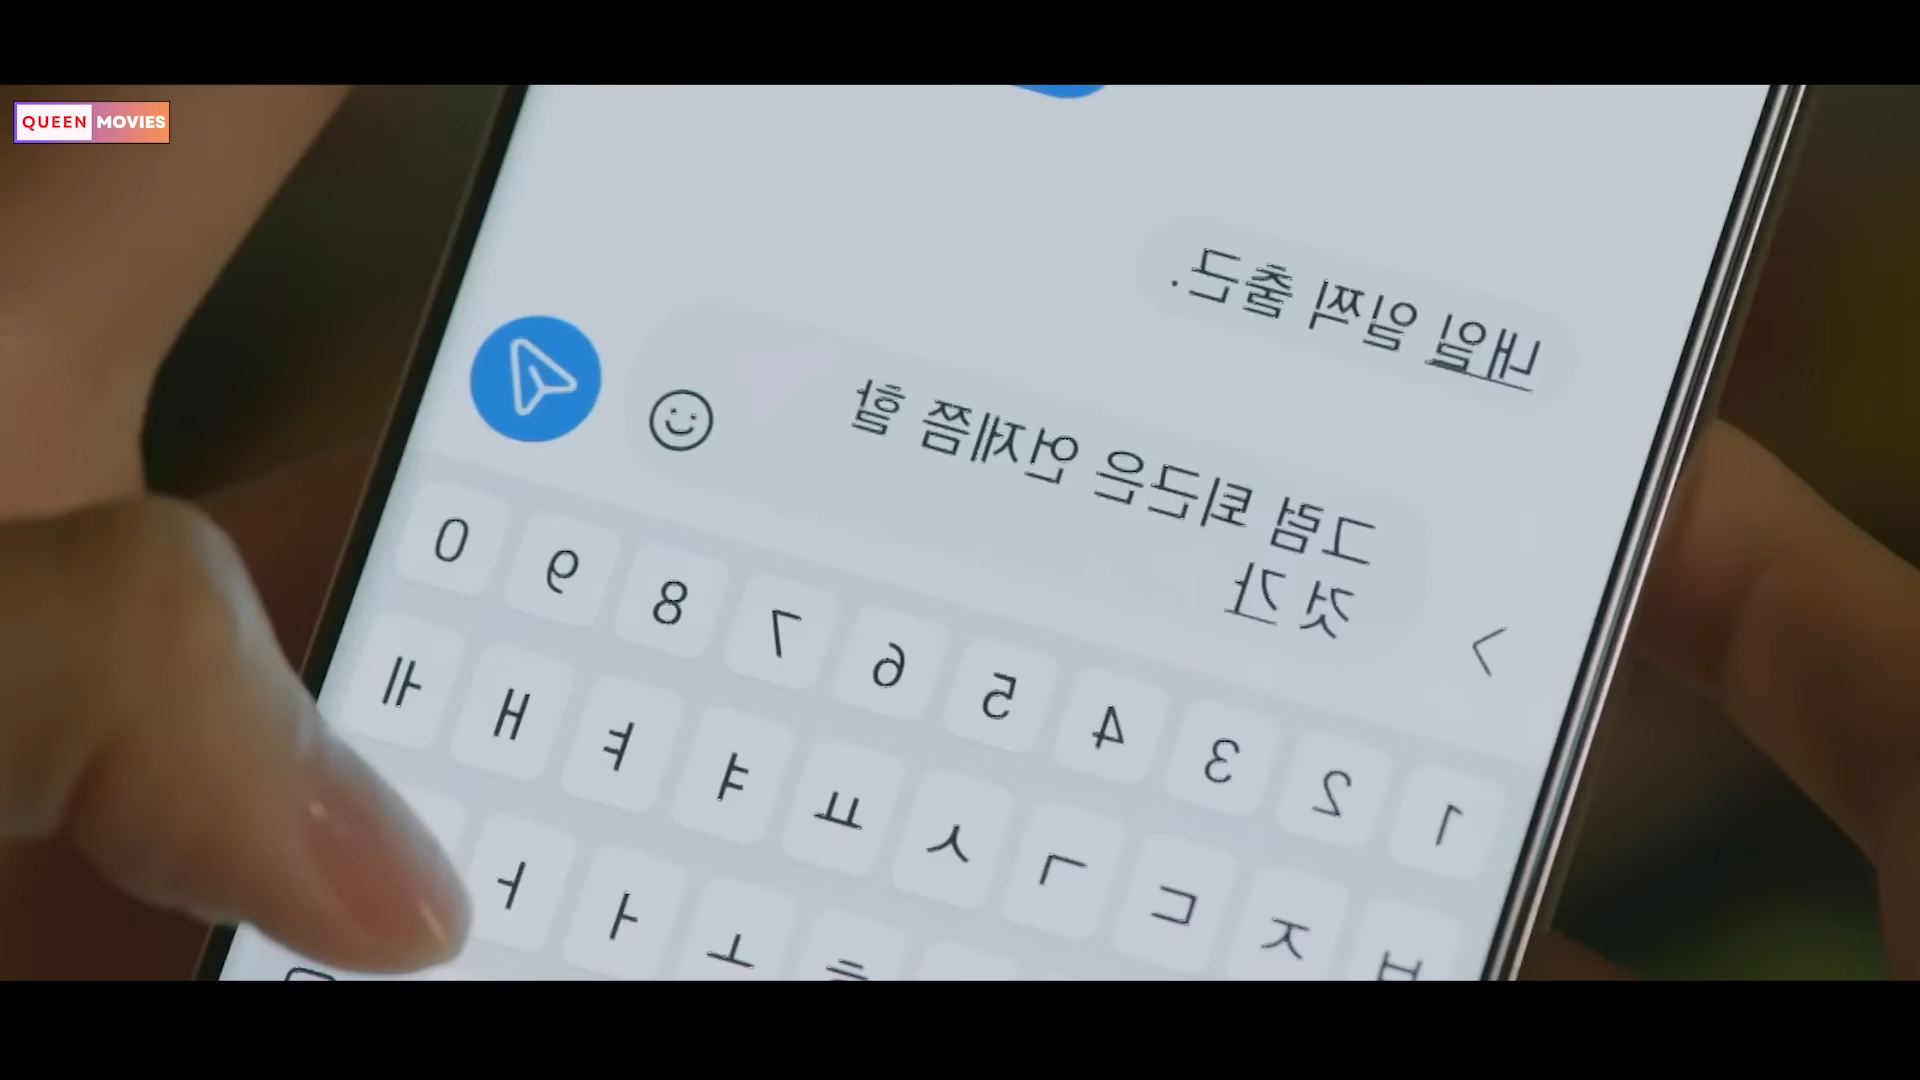 QUEEN MOVIES
내일 일찍 출근.
그럼 퇴근은 언제쯤 할
것 가
1 2 3 4 5 6 7 8 9 0
ㅂ ㅈ ㄷ ㄱ ㅅ ㅛ ㅕ ㅑ ㅐ ㅔ
ㅎ ㅗ ㅓ ㅏ